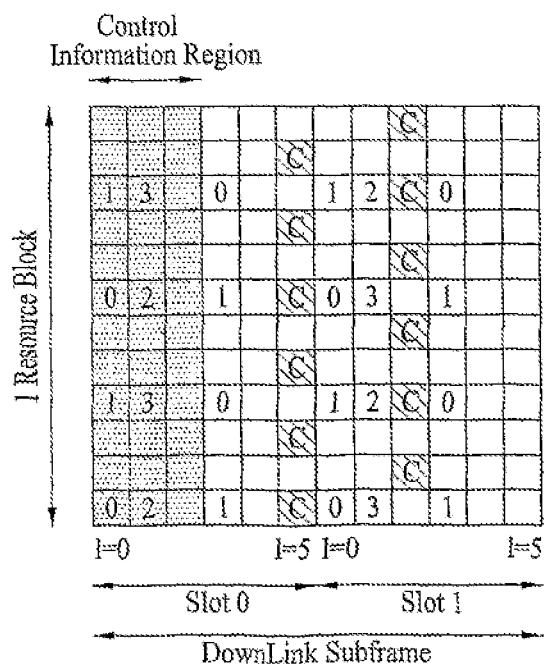 Control
Information Region
1 Resource Block
C
C
1 3 0 1 2 C 0
C
C
0 2 1 C 0 3 1
C
C
1 3 0 1 2 C 0
C
C
0 2 1 C 0 3 1
l=0 l=5 l=0 l=5
Slot 0 Slot 1
DownLink Subframe